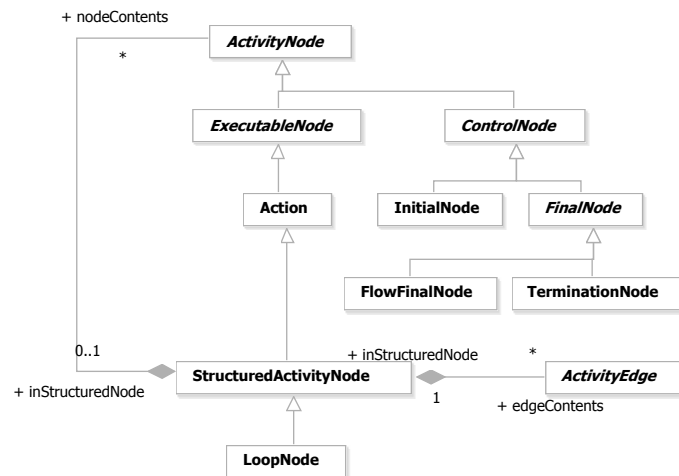 + nodeContents
ActivityNode
*
ExecutableNode
ControlNode
Action
InitialNode
FinalNode
FlowFinalNode
TerminationNode
0..1
+ inStructuredNode
*
StructuredActivityNode
ActivityEdge
+ inStructuredNode
1
+ edgeContents
LoopNode